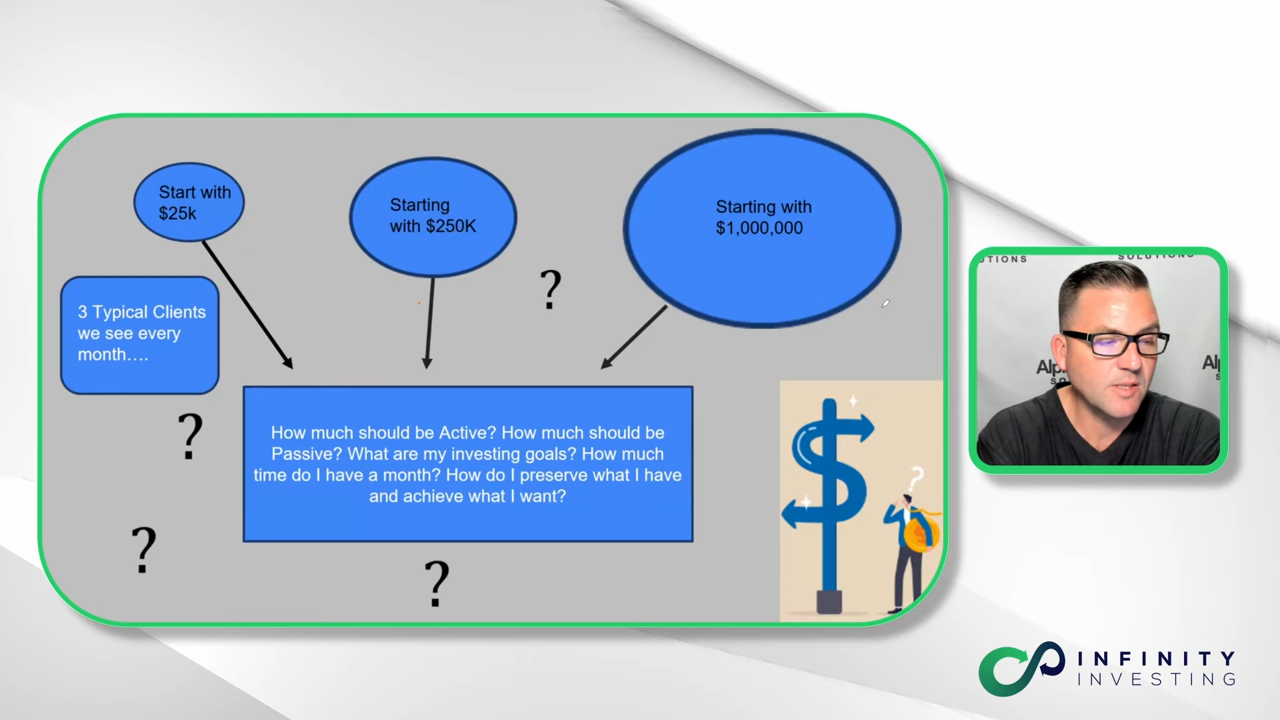 Start with
$25k
Starting
with $250K
Starting with
$1,000,000
?
3 Typical Clients
we see every
month….
?
How much should be Active? How much should be
Passive? What are my investing goals? How much
time do I have a month? How do I preserve what I have
and achieve what I want?
?
?
?
SOLUTIONS
INFINITY
INVESTING